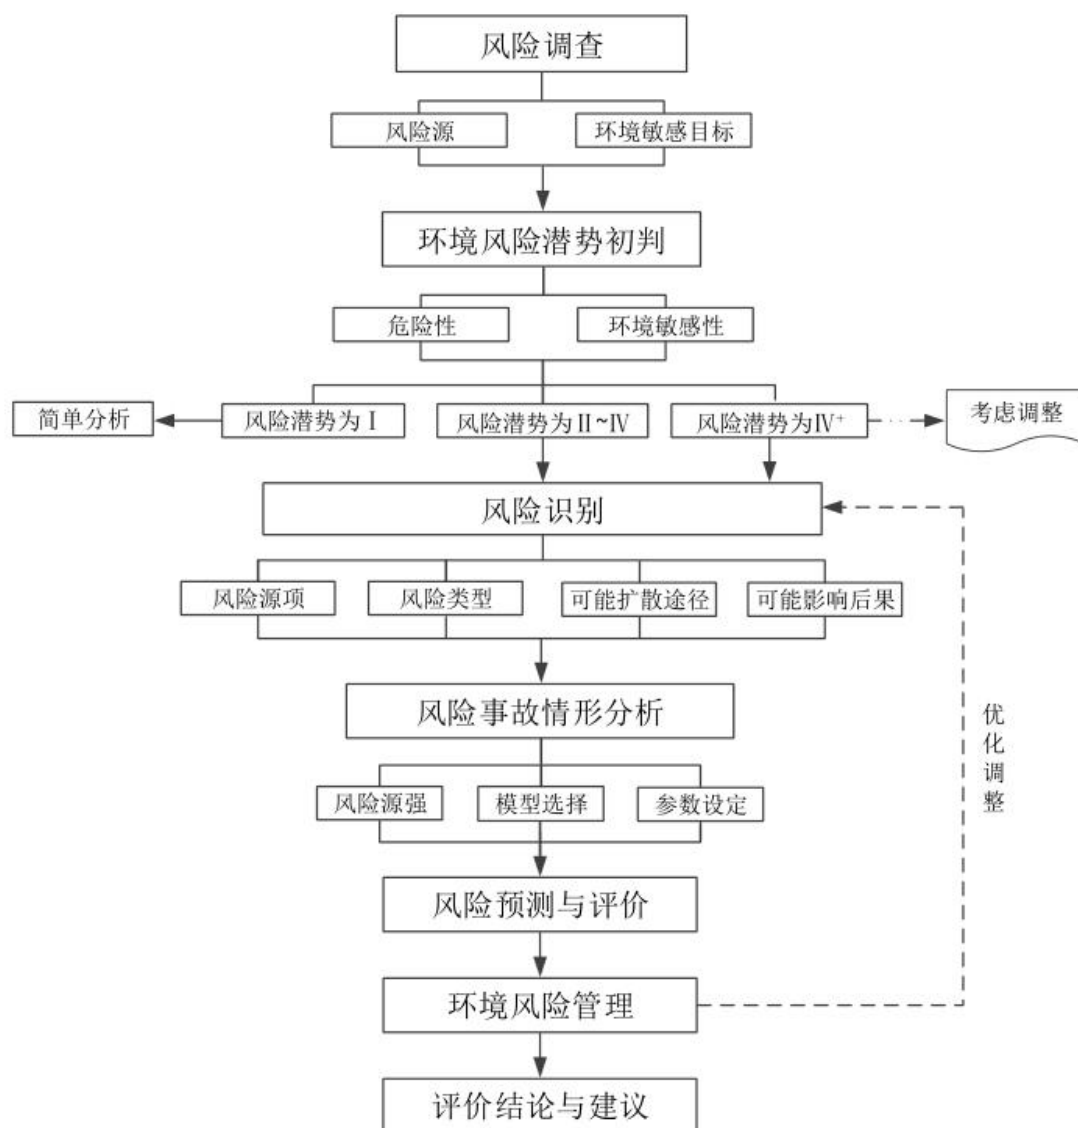 风险调查
风险源
环境敏感目标
环境风险潜势初判
危险性
环境敏感性
简单分析
风险潜势为Ⅰ
风险潜势为Ⅱ~Ⅳ
风险潜势为Ⅳ⁺
考虑调整
风险识别
风险源项
风险类型
可能扩散途径
可能影响后果
风险事故情形分析
风险源强
模型选择
参数设定
优化调整
风险预测与评价
环境风险管理
评价结论与建议